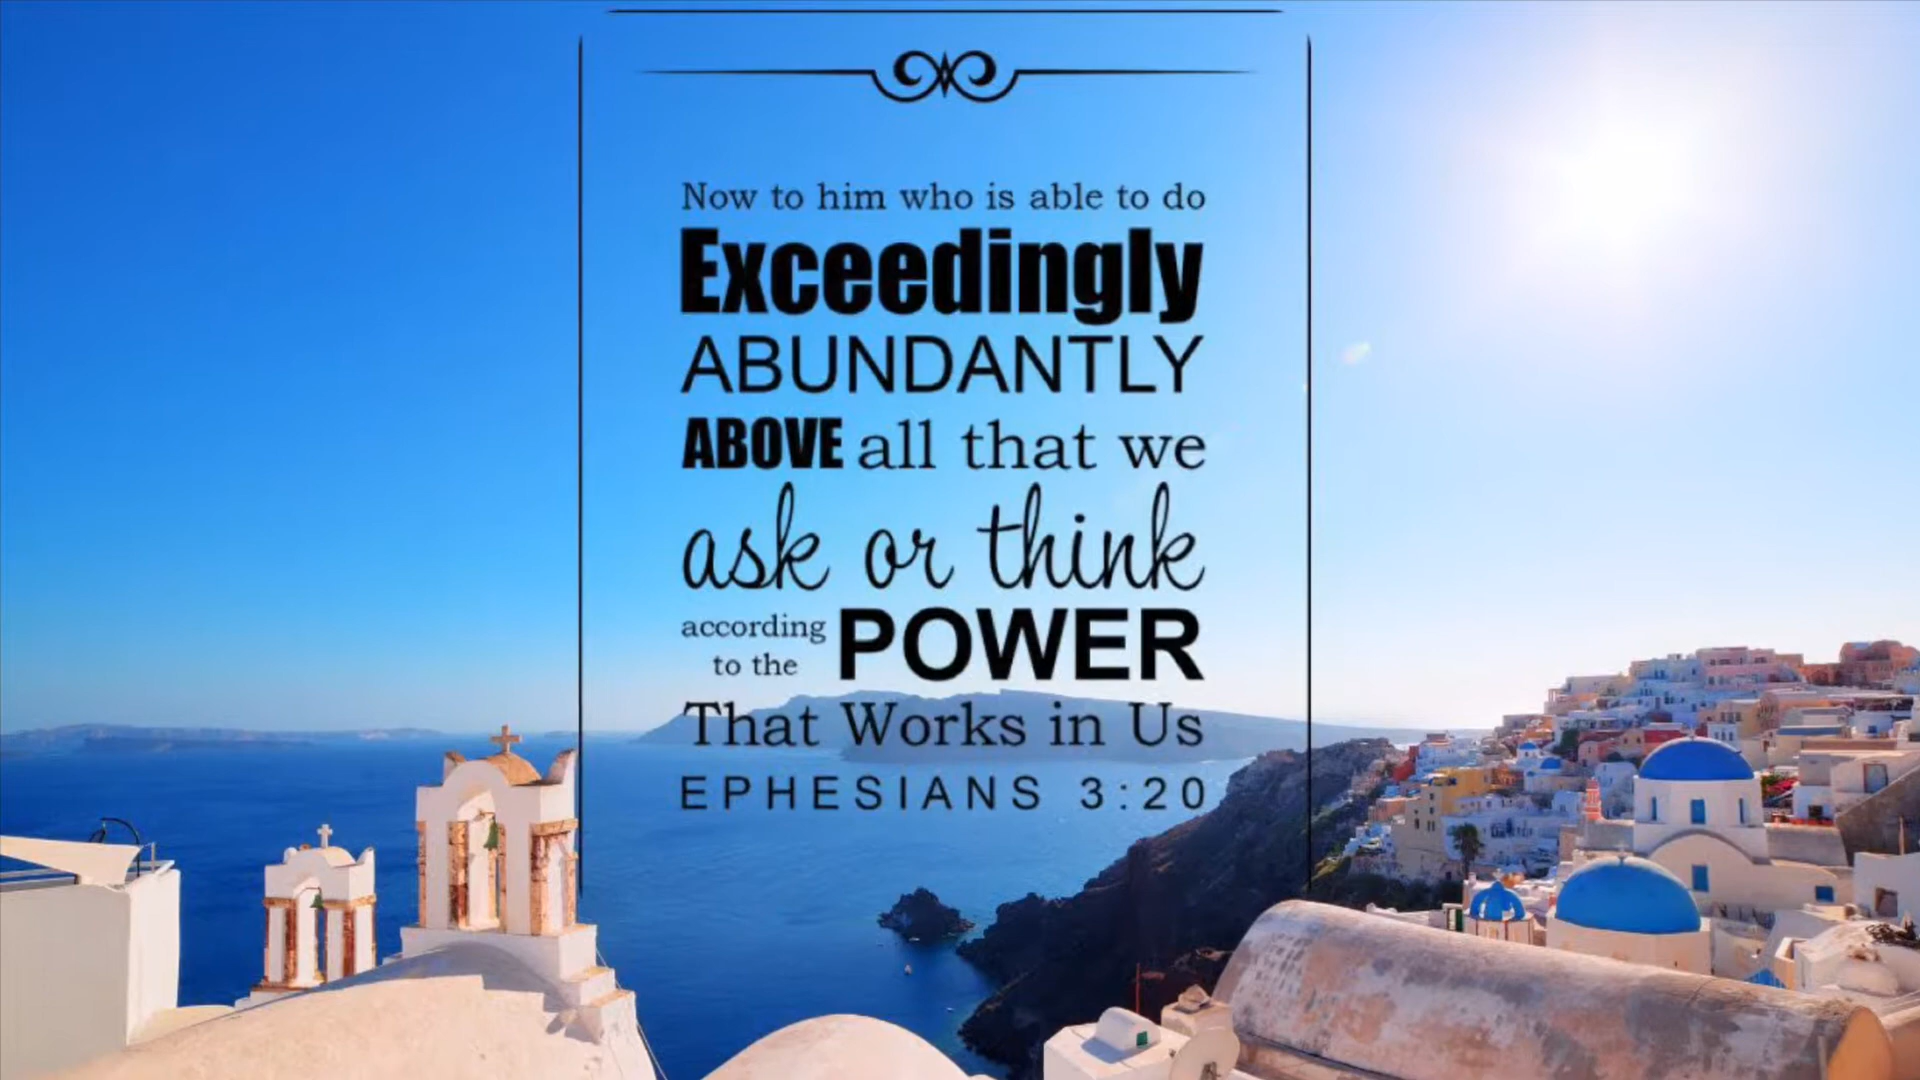 Now to him who is able to do
Exceedingly
ABUNDANTLY
ABOVE all that we
ask or think
according
to the POWER
That Works in Us
EPHESIANS 3:20